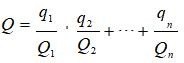 Q = q₁/Q₁ · q₂/Q₂ + ··· + qₙ/Qₙ